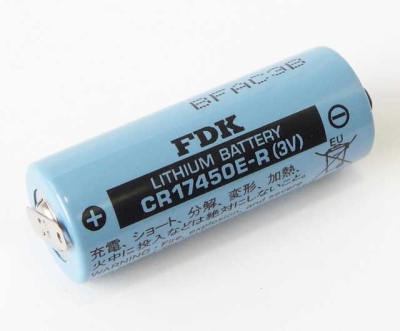 BFAC3B
FDK
LITHIUM BATTERY
CR17450E-R (3V)
EU
充電、ショート、分解、変形、加熱、
火中に投入などは絶対にしないこと。
WARNING : Fire, explosion, and severe